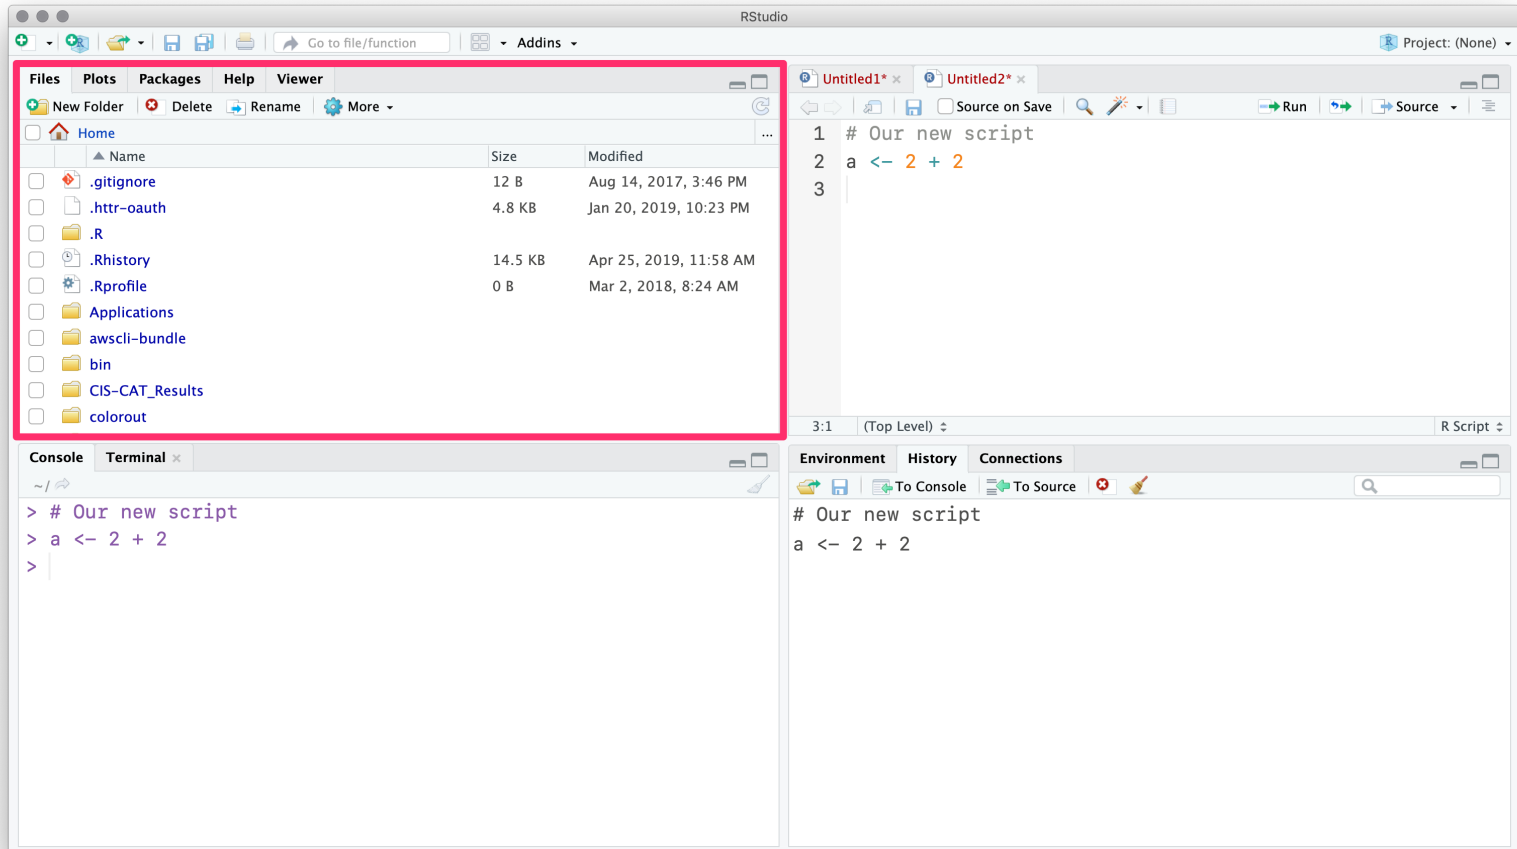 RStudio
Go to file/function
Addins
Project: (None)
Files Plots Packages Help Viewer
New Folder Delete Rename More
Home ...
Name Size Modified
.gitignore 12 B Aug 14, 2017, 3:46 PM
.httr-oauth 4.8 KB Jan 20, 2019, 10:23 PM
.R
.Rhistory 14.5 KB Apr 25, 2019, 11:58 AM
.Rprofile 0 B Mar 2, 2018, 8:24 AM
Applications
awscli-bundle
bin
CIS-CAT_Results
colorout
Untitled1* Untitled2*
Source on Save Run Source
1 # Our new script
2 a <- 2 + 2
3
3:1 (Top Level) R Script
Console Terminal
~/
> # Our new script
> a <- 2 + 2
>
Environment History Connections
To Console To Source
# Our new script
a <- 2 + 2